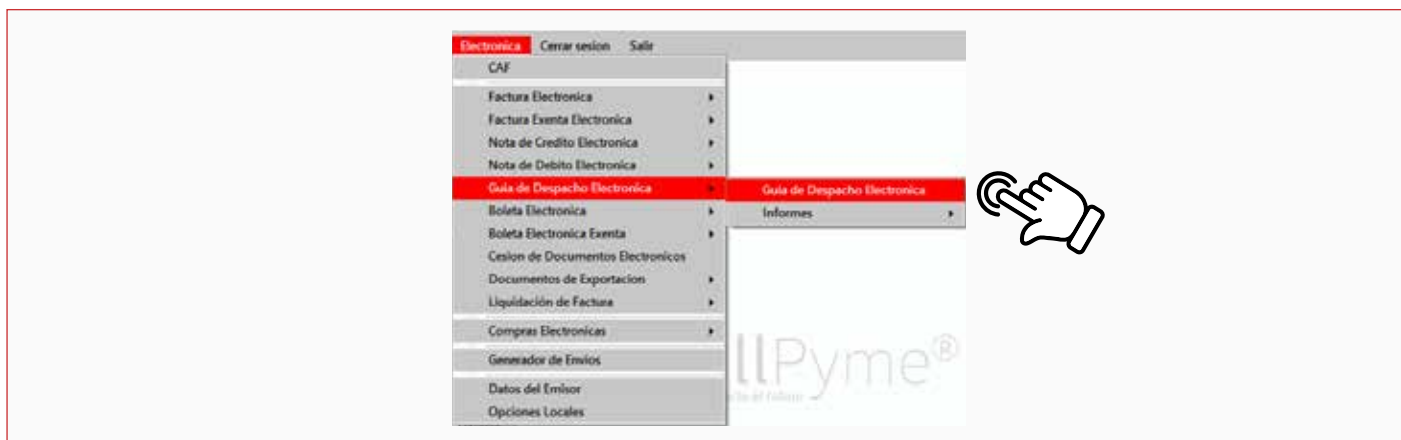 Electronica Cerrar sesion Salir
CAF
Factura Electronica
Factura Exenta Electronica
Nota de Credito Electronica
Nota de Debito Electronica
Guia de Despacho Electronica Guia de Despacho Electronica
Boleta Electronica Informes
Boleta Electronica Exenta
Cesion de Documentos Electronicos
Documentos de Exportacion
Liquidación de Factura
Compras Electronicas
Generador de Envios
llPyme®
Datos del Emisor
Opciones Locales